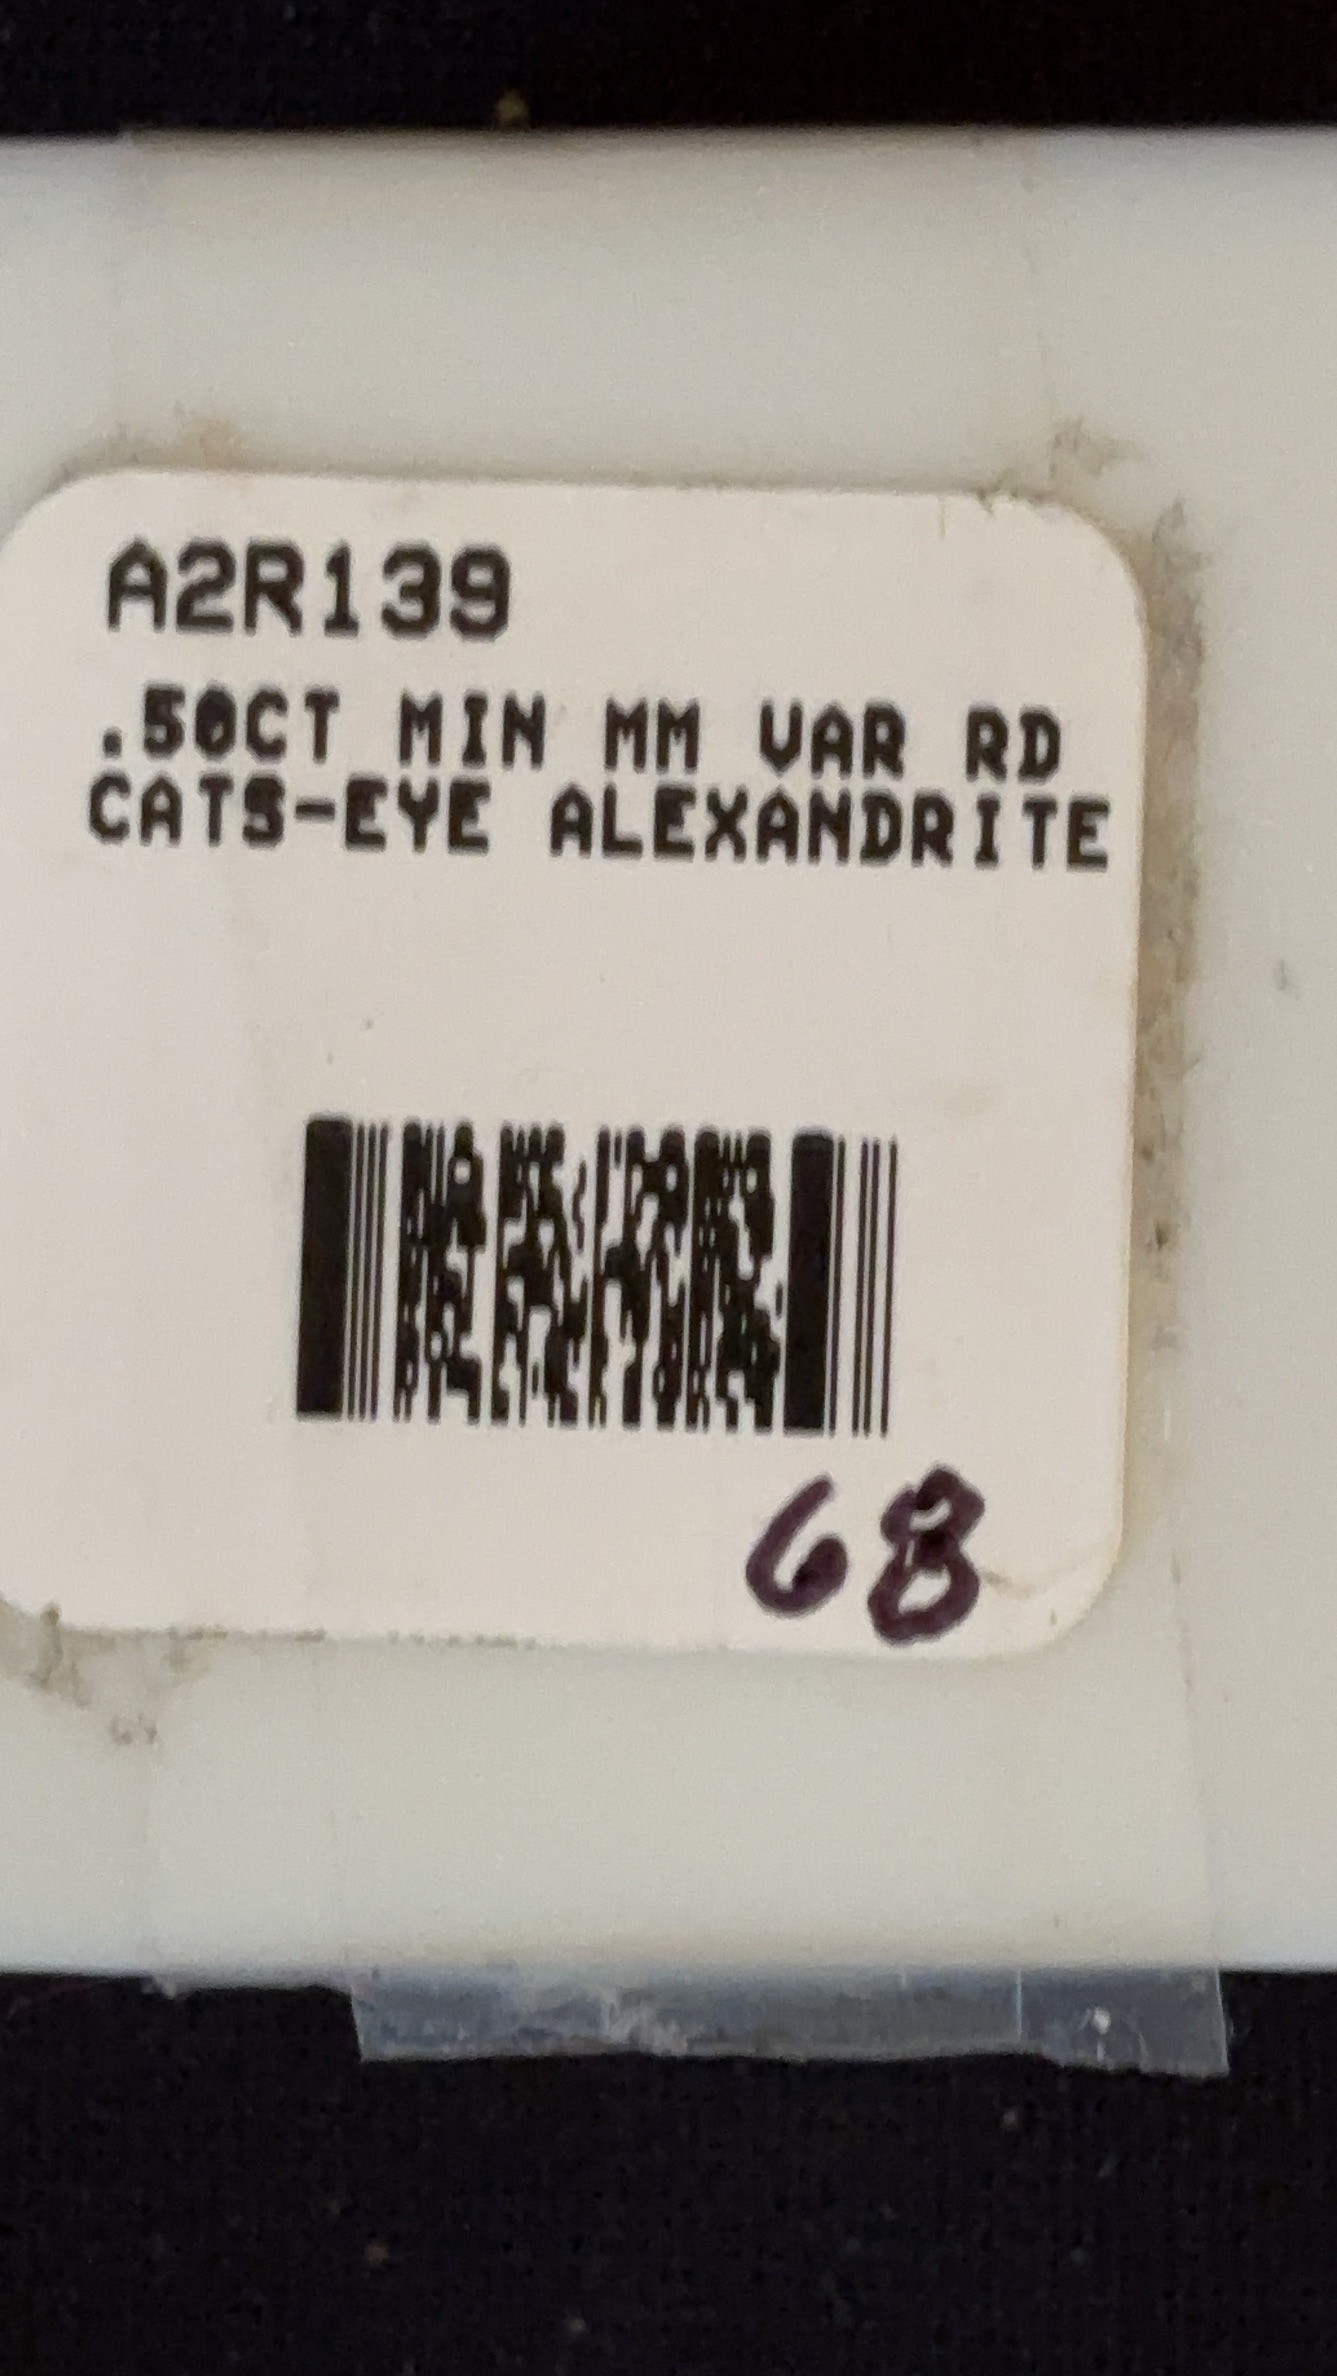 A2R139
.50CT MIN MM VAR RD
CATS-EYE ALEXANDRITE
68